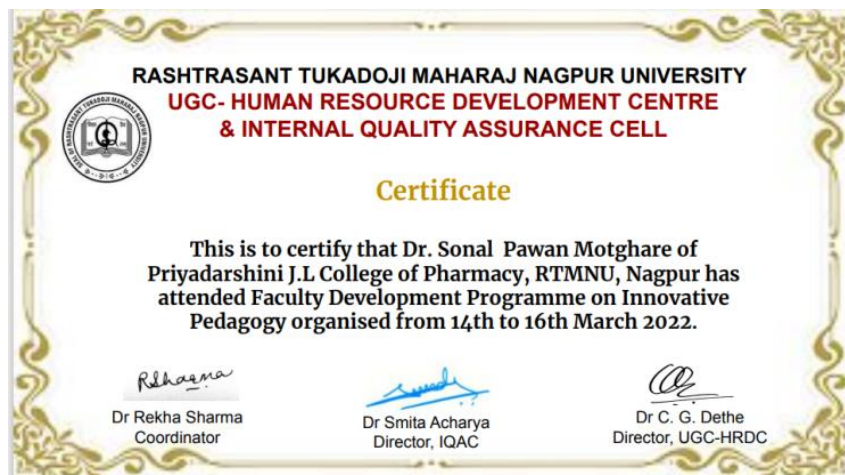 RASHTRASANT TUKADOJI MAHARAJ NAGPUR UNIVERSITY
UGC- HUMAN RESOURCE DEVELOPMENT CENTRE
& INTERNAL QUALITY ASSURANCE CELL
Certificate
This is to certify that Dr. Sonal Pawan Motghare of
Priyadarshini J.L College of Pharmacy, RTMNU, Nagpur has
attended Faculty Development Programme on Innovative
Pedagogy organised from 14th to 16th March 2022.
RSharma
Dr Rekha Sharma
Coordinator
Dr Smita Acharya
Director, IQAC
Dr C. G. Dethe
Director, UGC-HRDC